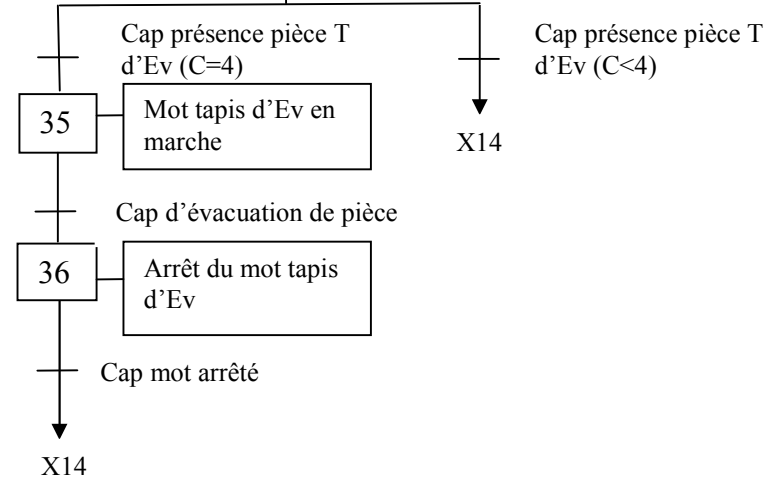 Cap présence pièce T
d'Ev (C=4)
Cap présence pièce T
d'Ev (C<4)
35
Mot tapis d'Ev en
marche
X14
Cap d'évacuation de pièce
36
Arrêt du mot tapis
d'Ev
Cap mot arrêté
X14